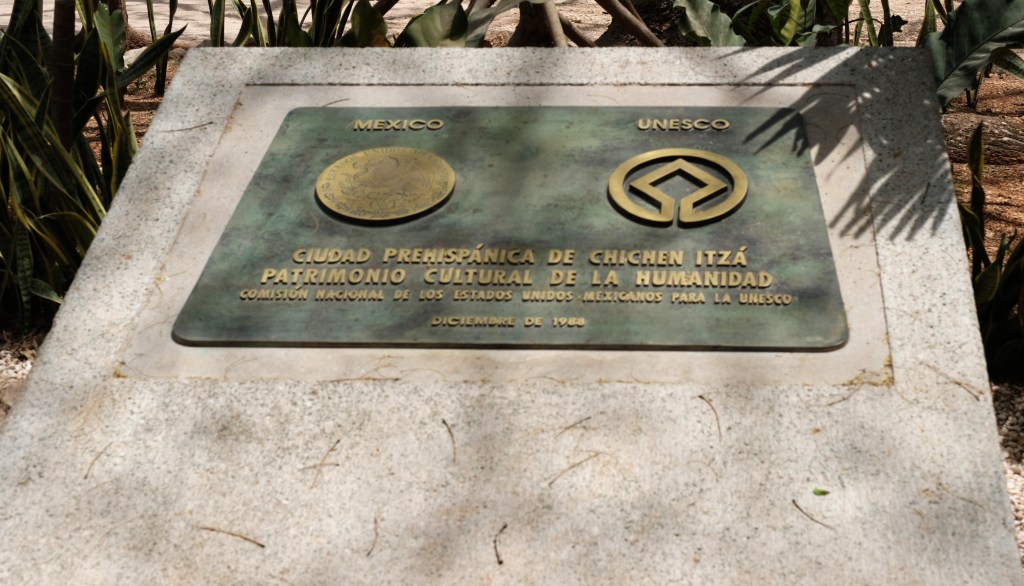 MEXICO UNESCO
CIUDAD PREHISPÁNICA DE CHICHEN ITZÁ
PATRIMONIO CULTURAL DE LA HUMANIDAD
COMISIÓN NACIONAL DE LOS ESTADOS UNIDOS MEXICANOS PARA LA UNESCO
DICIEMBRE DE 1988